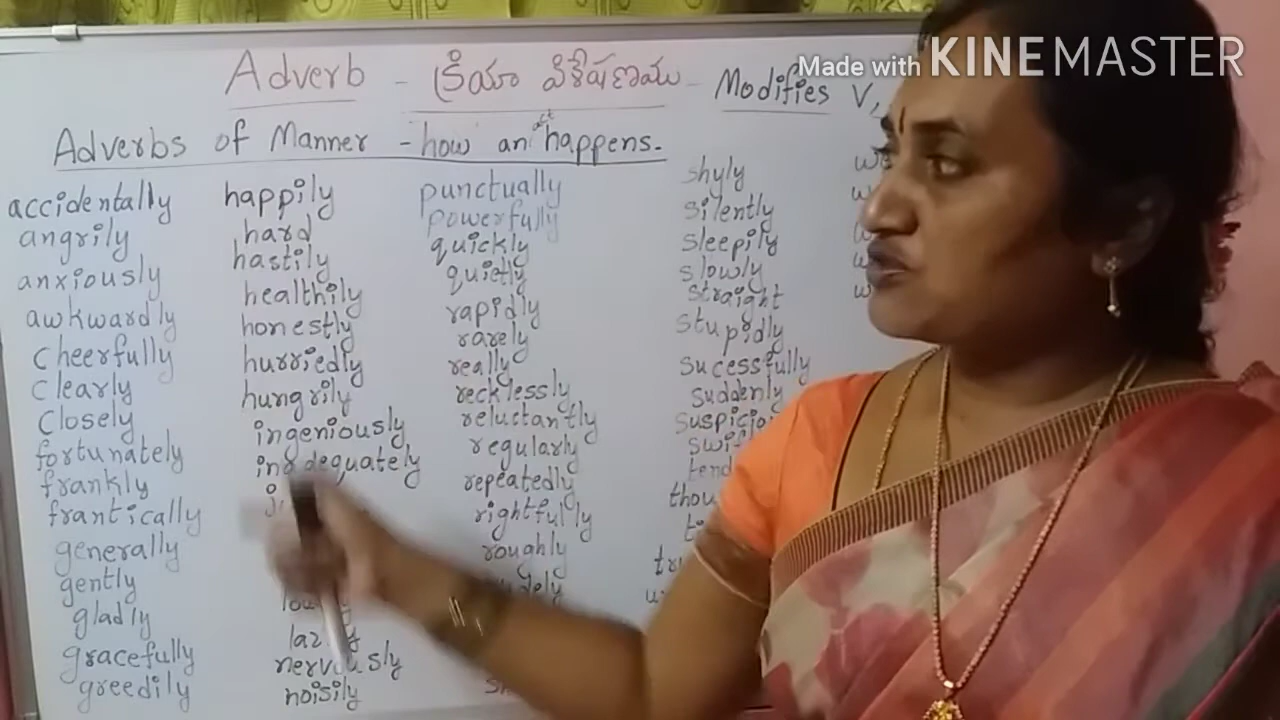 Made with KINEMASTER
Adverb - క్రియా విశేషణాము - Modifies V,
Adverbs of Manner - how an act happens.
accidentally
angrily
anxiously
awkwardly
cheerfully
clearly
closely
fortunately
frankly
frantically
generally
gently
gladly
gracefully
greedily
happily
hard
hastily
healthily
honestly
hurriedly
hungrily
ingeniously
inadequately
nervously
noisily
punctually
powerfully
quickly
quietly
rapidly
rarely
really
recklessly
reluctantly
regularly
repeatedly
rightfully
roughly
shyly
silently
sleepily
slowly
straight
stupidly
sucessfully
suddenly